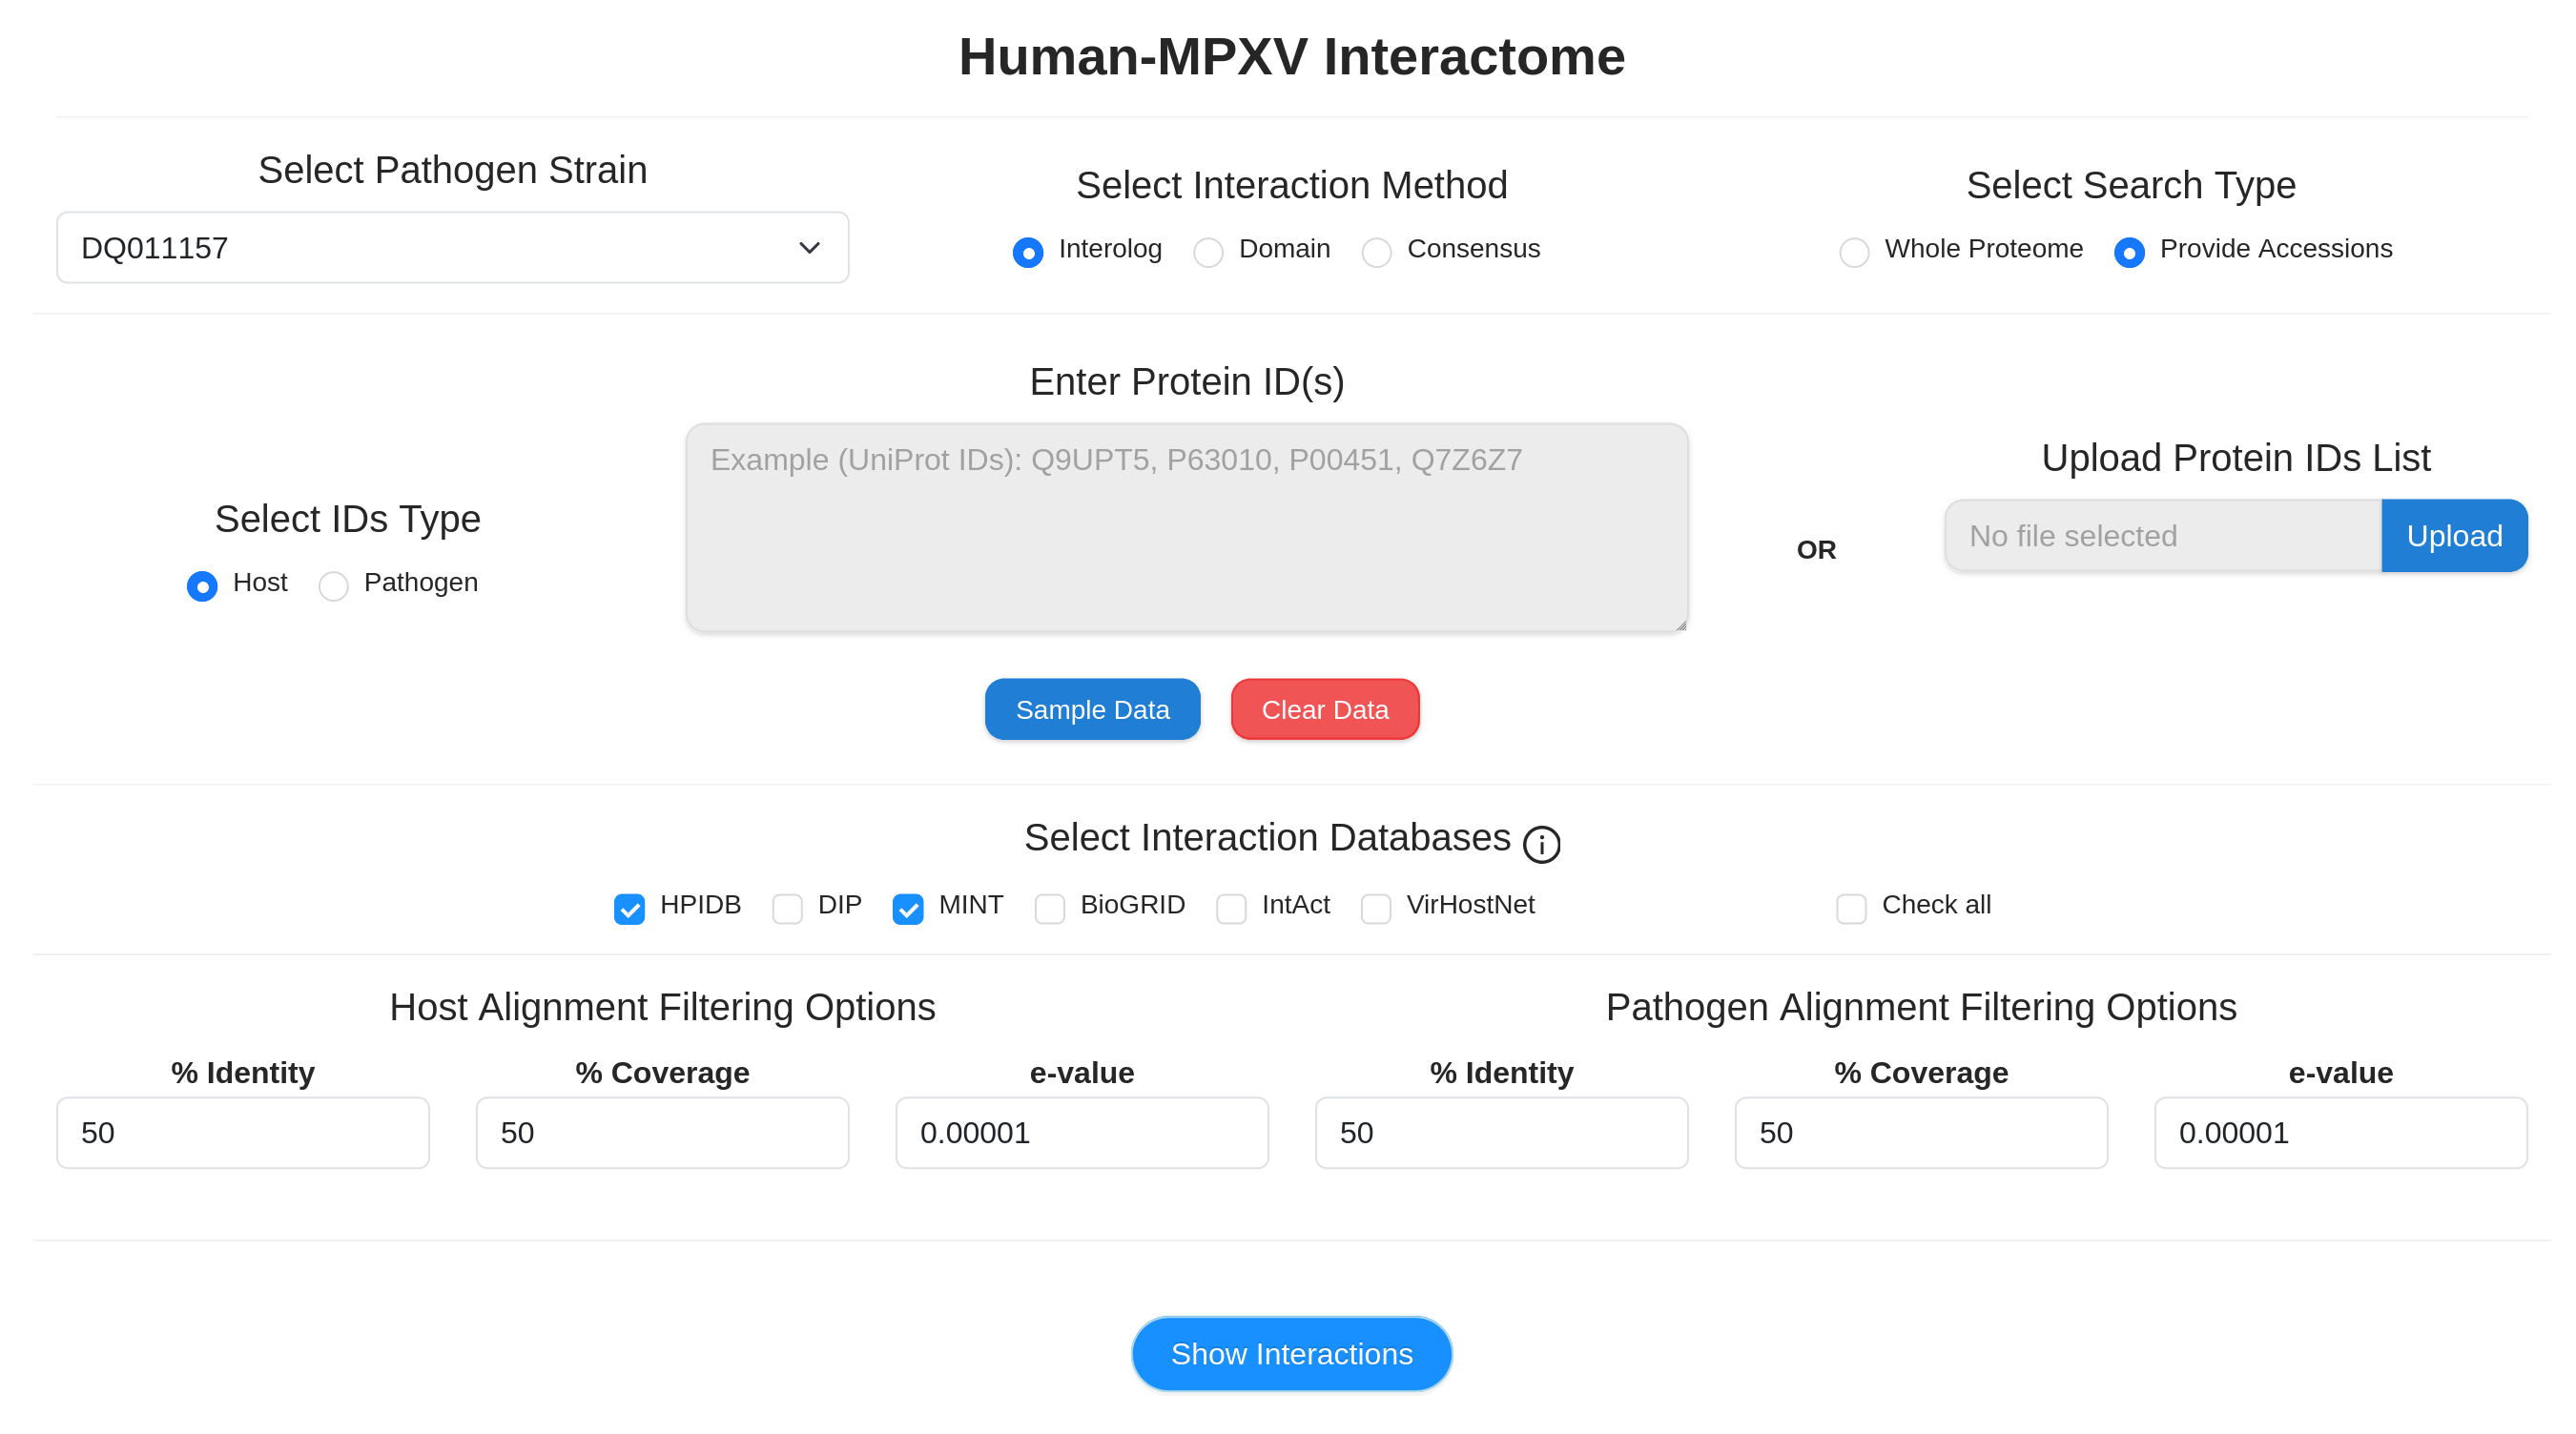 Human-MPXV Interactome
Select Pathogen Strain
DQ011157
Select Interaction Method
Interolog Domain Consensus
Select Search Type
Whole Proteome Provide Accessions
Select IDs Type
Host Pathogen
Enter Protein ID(s)
Example (UniProt IDs): Q9UPT5, P63010, P00451, Q7Z6Z7
Sample Data Clear Data
OR
Upload Protein IDs List
No file selected Upload
Select Interaction Databases
HPIDB DIP MINT BioGRID IntAct VirHostNet Check all
Host Alignment Filtering Options
% Identity % Coverage e-value
50 50 0.00001
Pathogen Alignment Filtering Options
% Identity % Coverage e-value
50 50 0.00001
Show Interactions